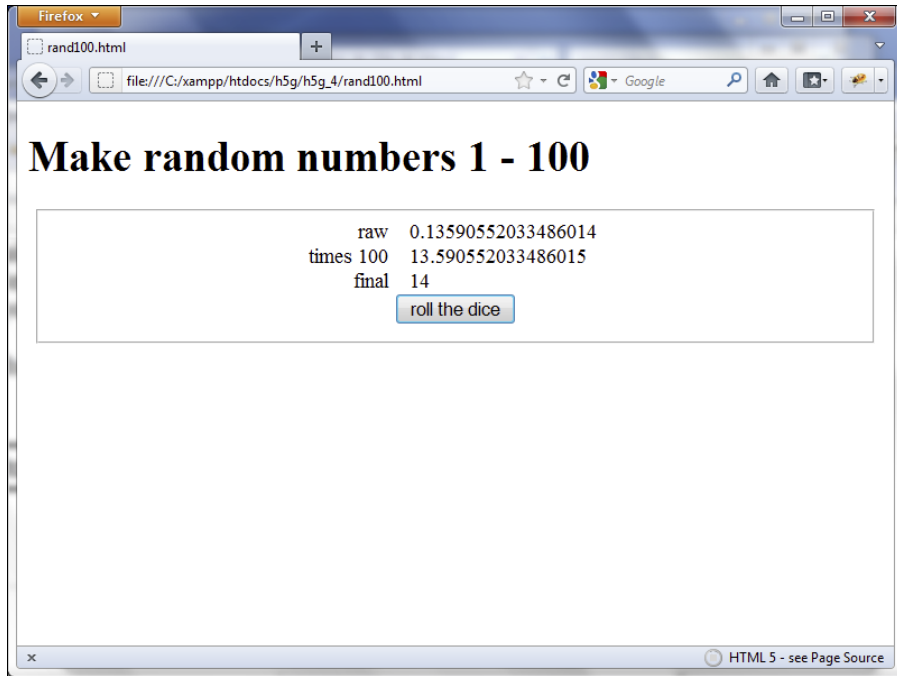 Firefox
rand100.html
file:///C:/xampp/htdocs/h5g/h5g_4/rand100.html
Google
Make random numbers 1 - 100
raw 0.13590552033486014
times 100 13.590552033486015
final 14
roll the dice
x HTML 5 - see Page Source